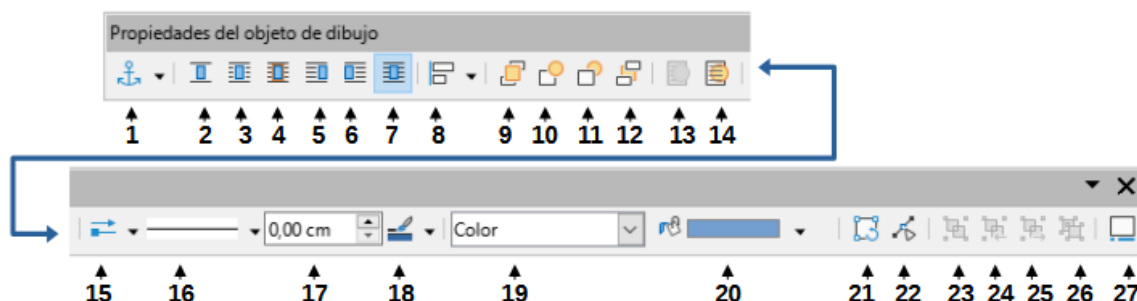 Propiedades del objeto de dibujo
1 2 3 4 5 6 7 8 9 10 11 12 13 14
0,00 cm Color
15 16 17 18 19 20 21 22 23 24 25 26 27